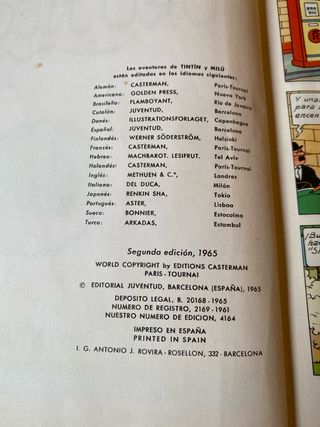 Las aventuras de TINTÍN y MILÚ
están editadas en los idiomas siguientes:
Alemán: CASTERMAN, París-Tournai
Americano: GOLDEN PRESS, Nueva York
Brasileño: FLAMBOYANT, Río de Janeiro
Catalán: JUVENTUD, Barcelona
Danés: ILLUSTRATIONSFORLAGET, Copenhague
Español: JUVENTUD, Barcelona
Finlandés: WERNER SÖDERSTRÖM, Helsinki
Francés: CASTERMAN, París-Tournai
Hebreo: MACHBAROT. LESIFRUT. Tel Aviv
Holandés: CASTERMAN, París-Tournai
Inglés: METHUEN & C.°, Londres
Italiano: DEL DUCA, Milán
Japonés: RENKIN SHA, Tokio
Portugués: ASTER, Lisboa
Sueco: BONNIER, Estocolmo
Turco: ARKADAS, Estambul
Segunda edición, 1965
WORLD COPYRIGHT by EDITIONS CASTERMAN
PARIS-TOURNAI
© EDITORIAL JUVENTUD, BARCELONA (ESPAÑA), 1965
DEPOSITO LEGAL, B. 20168 - 1965
NUMERO DE REGISTRO, 2169 - 1961
NUESTRO NUMERO DE EDICION, 4164
IMPRESO EN ESPAÑA
PRINTED IN SPAIN
I. G. ANTONIO J. ROVIRA - ROSELLON, 332 - BARCELONA
para
encon
¡Bu